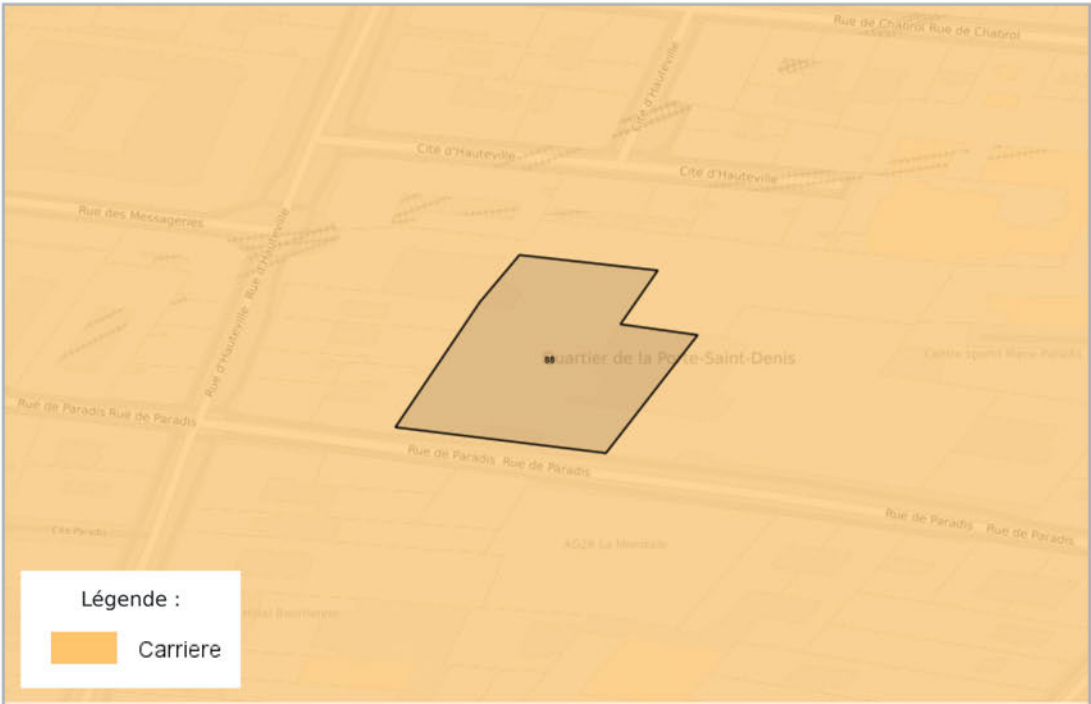 Rue de Chabrol Rue de Chabrol
Cité d'Hauteville
Cité d'Hauteville
Cité d'Hauteville
Rue des Messageries
Rue d'Hauteville Rue d'Hauteville
Quartier de la Porte-Saint-Denis
Rue de Paradis Rue de Paradis
Rue de Paradis Rue de Paradis
Rue de Paradis Rue de Paradis
Cité Paradis
Légende :
Carriere